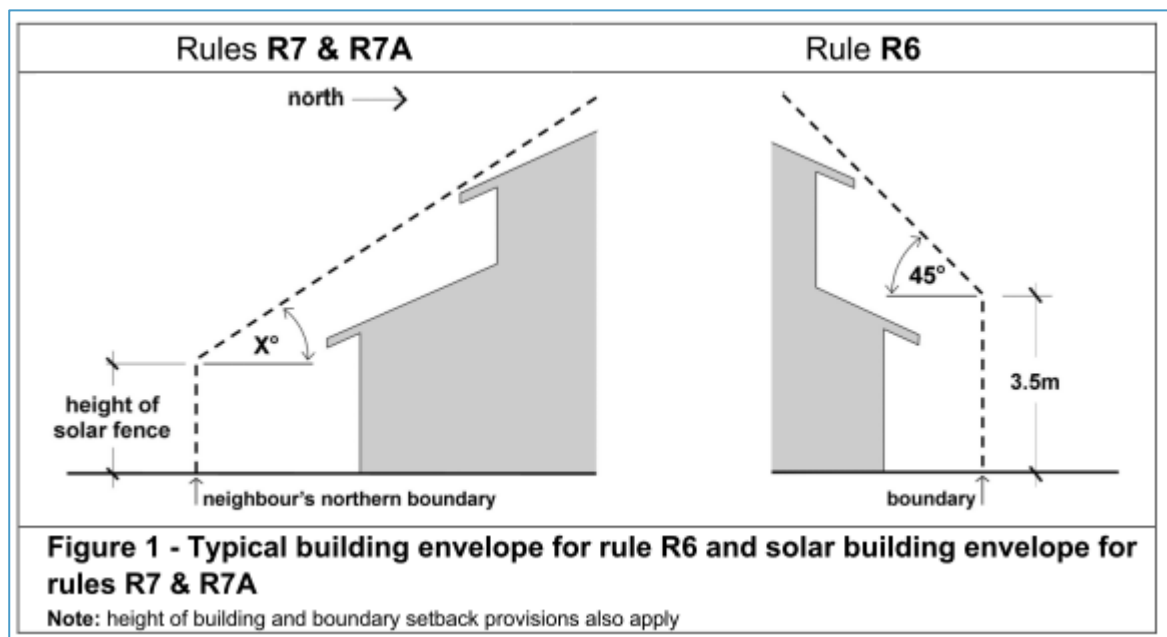 Rules R7 & R7A
Rule R6
north
X°
height of
solar fence
neighbour's northern boundary
45°
3.5m
boundary
Figure 1 - Typical building envelope for rule R6 and solar building envelope for
rules R7 & R7A
Note: height of building and boundary setback provisions also apply